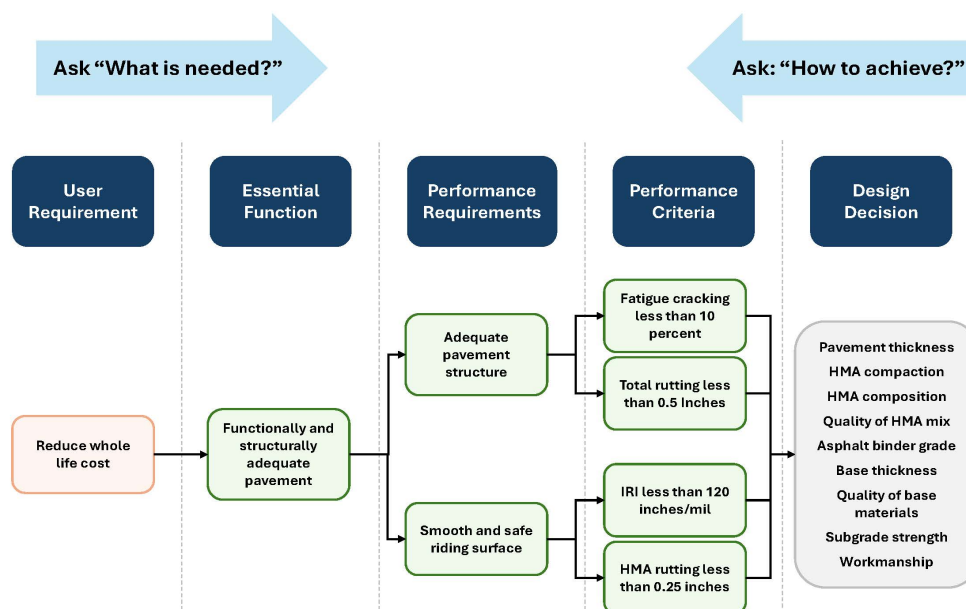 Ask “What is needed?”
Ask: “How to achieve?”
User
Requirement
Essential
Function
Performance
Requirements
Performance
Criteria
Design
Decision
Reduce whole
life cost
Functionally and
structurally
adequate
pavement
Adequate
pavement
structure
Smooth and safe
riding surface
Fatigue cracking
less than 10
percent
Total rutting less
than 0.5 Inches
IRI less than 120
inches/mil
HMA rutting less
than 0.25 inches
Pavement thickness
HMA compaction
HMA composition
Quality of HMA mix
Asphalt binder grade
Base thickness
Quality of base
materials
Subgrade strength
Workmanship